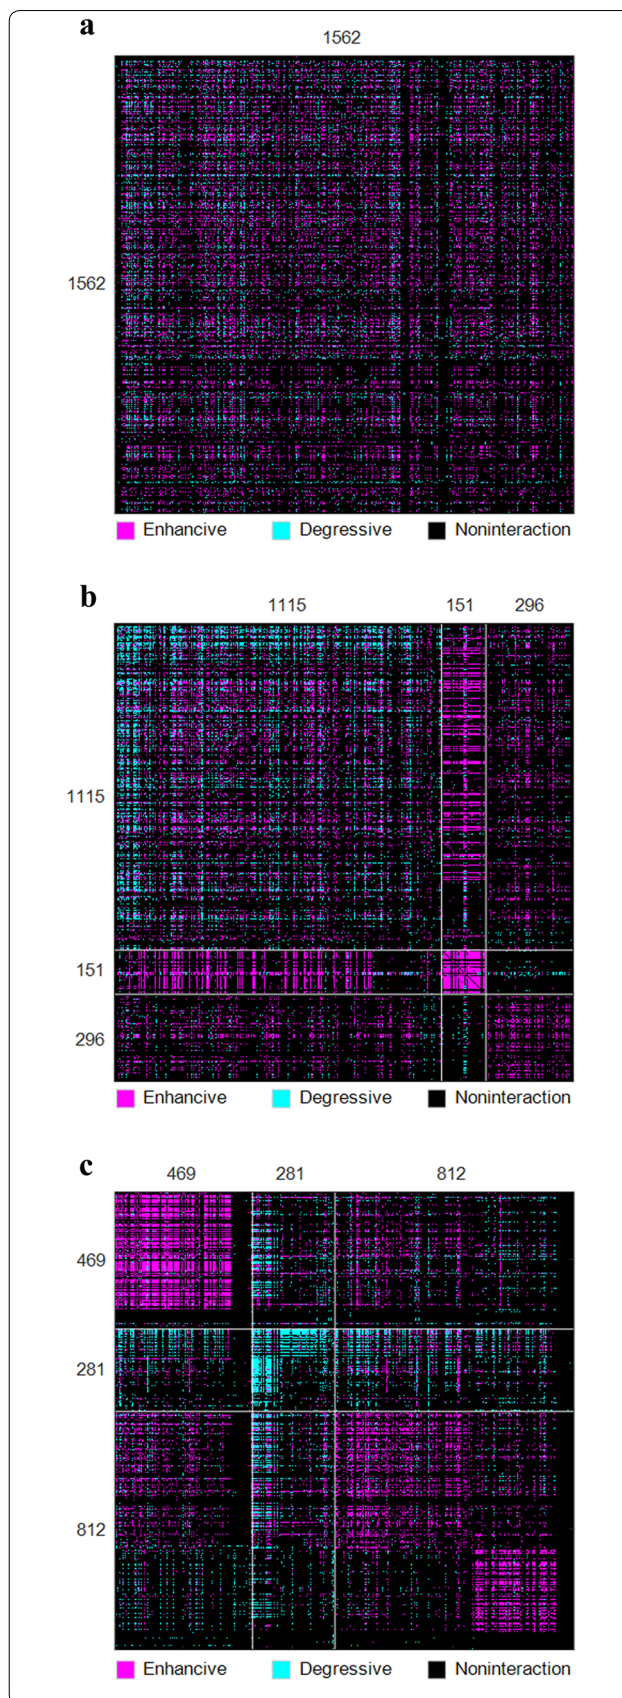 a
1562
1562
Enhancive Degressive Noninteraction
b
1115 151 296
1115
151
296
Enhancive Degressive Noninteraction
c
469 281 812
469
281
812
Enhancive Degressive Noninteraction